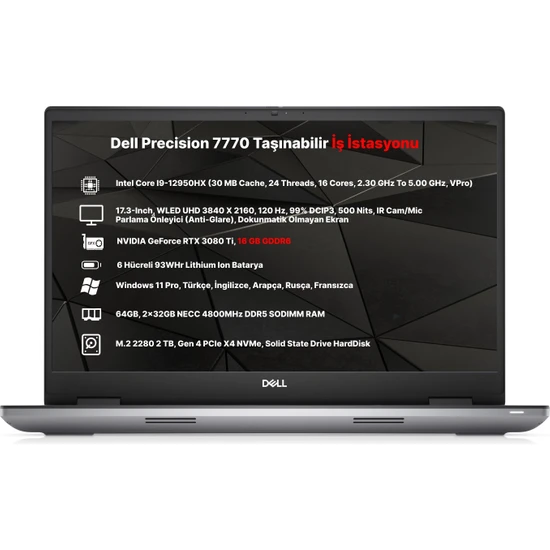 Dell Precision 7770 Taşınabilir İş İstasyonu
Intel Core I9-12950HX (30 MB Cache, 24 Threads, 16 Cores, 2.30 GHz To 5.00 GHz, VPro)
17.3-Inch, WLED UHD 3840 X 2160, 120 Hz, 99% DCIP3, 500 Nits, IR Cam/Mic
Parlama Önleyici (Anti-Glare), Dokunmatik Olmayan Ekran
NVIDIA GeForce RTX 3080 Ti, 16 GB GDDR6
6 Hücreli 93WHr Lithium Ion Batarya
Windows 11 Pro, Türkçe, İngilizce, Arapça, Rusça, Fransızca
64GB, 2x32GB NECC 4800MHz DDR5 SODIMM RAM
M.2 2280 2 TB, Gen 4 PCIe X4 NVMe, Solid State Drive HardDisk
DELL